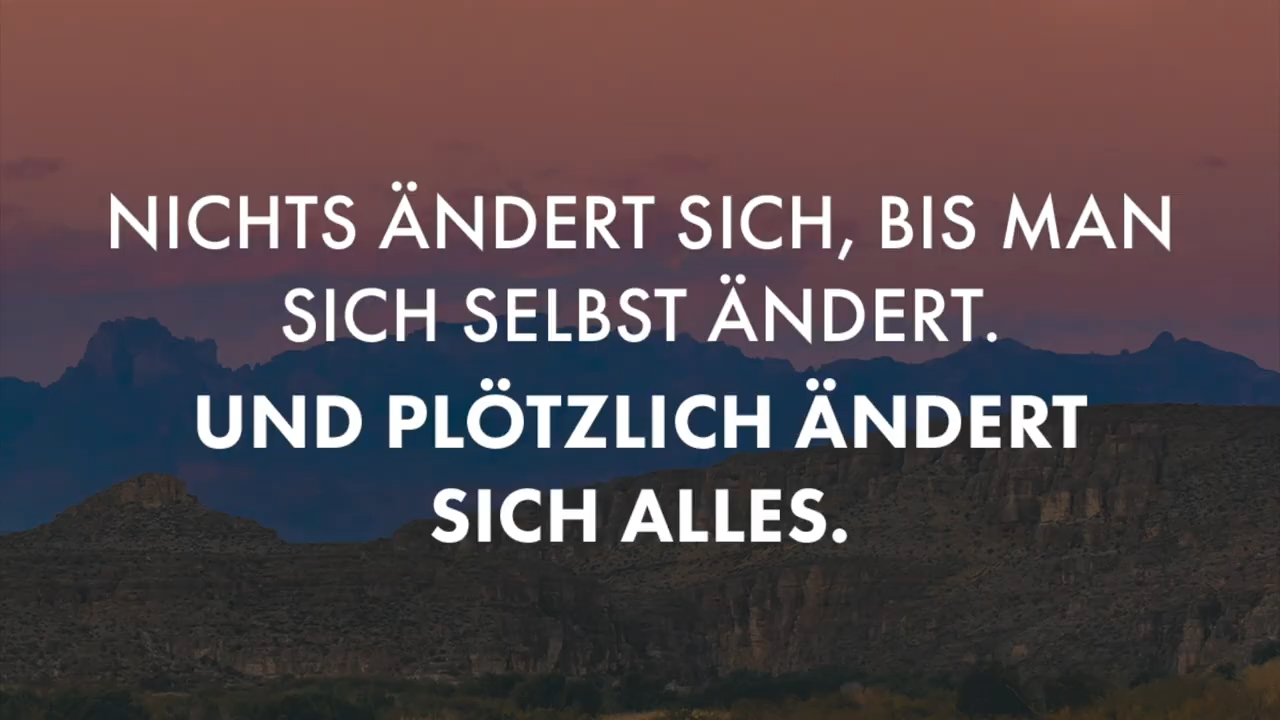 NICHTS ÄNDERT SICH, BIS MAN
SICH SELBST ÄNDERT.
UND PLÖTZLICH ÄNDERT
SICH ALLES.